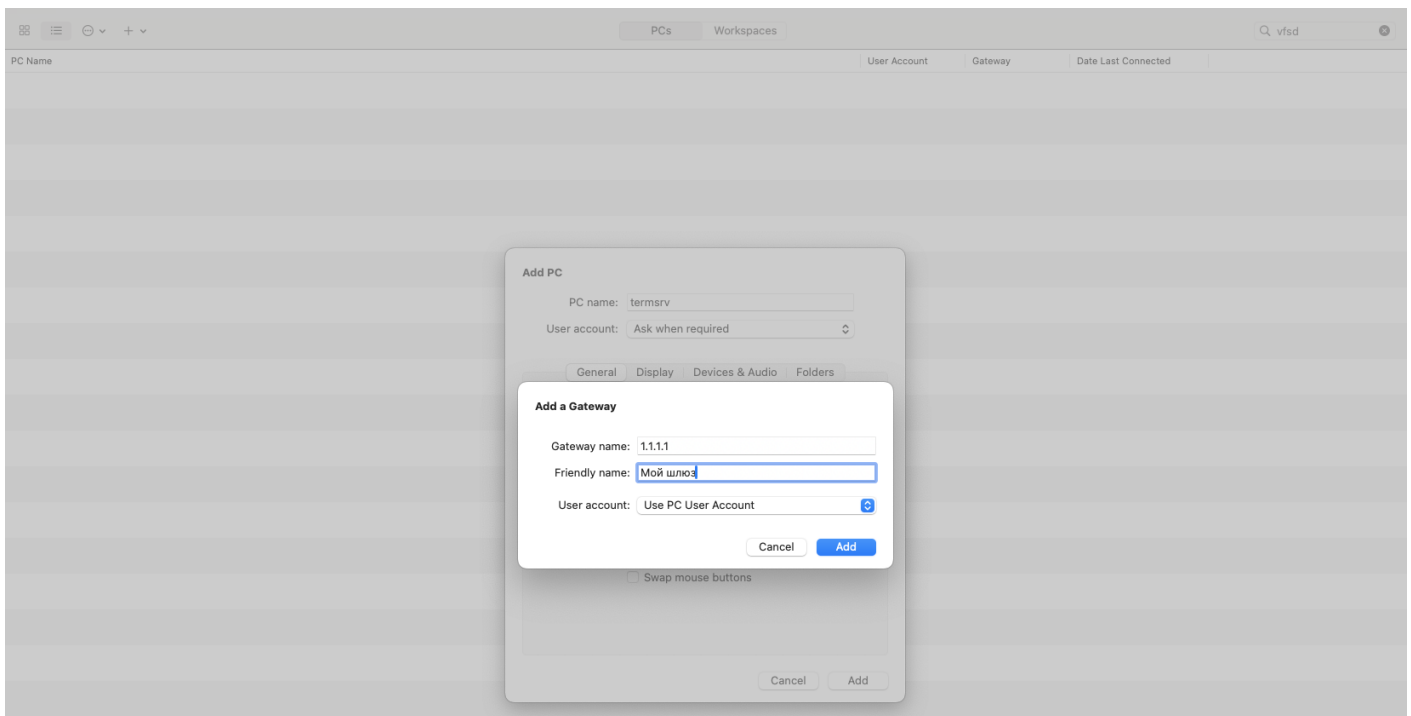 PCs Workspaces vfsd
PC Name User Account Gateway Date Last Connected
Add PC
PC name: termsrv
User account: Ask when required
General Display Devices & Audio Folders
Add a Gateway
Gateway name: 1.1.1.1
Friendly name: Мой шлюз
User account: Use PC User Account
Cancel Add
Swap mouse buttons
Cancel Add